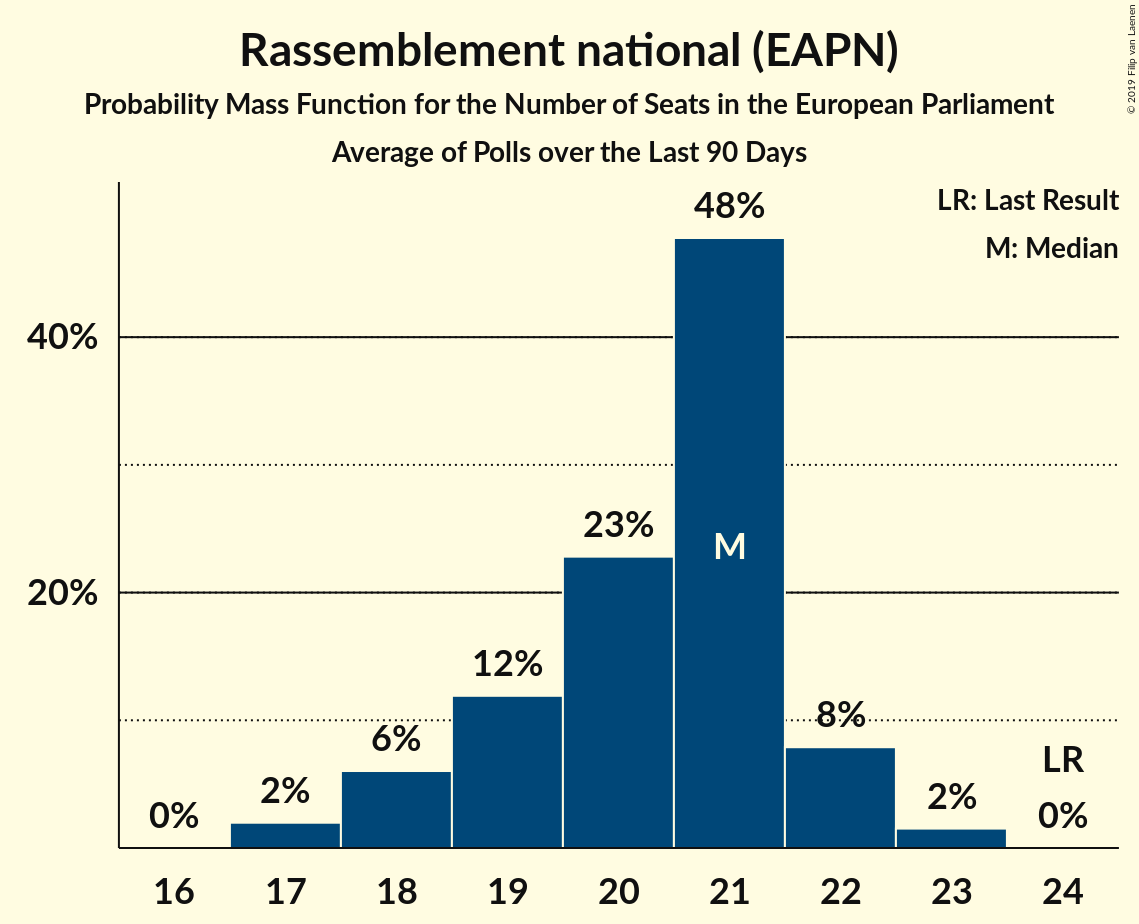 Rassemblement national (EAPN)
Probability Mass Function for the Number of Seats in the European Parliament
Average of Polls over the Last 90 Days
© 2019 Filip van Laenen
LR: Last Result
M: Median
48%
40%
23%
M
20%
12%
8%
6%
LR
2%
2%
0%
0%
16 17 18 19 20 21 22 23 24